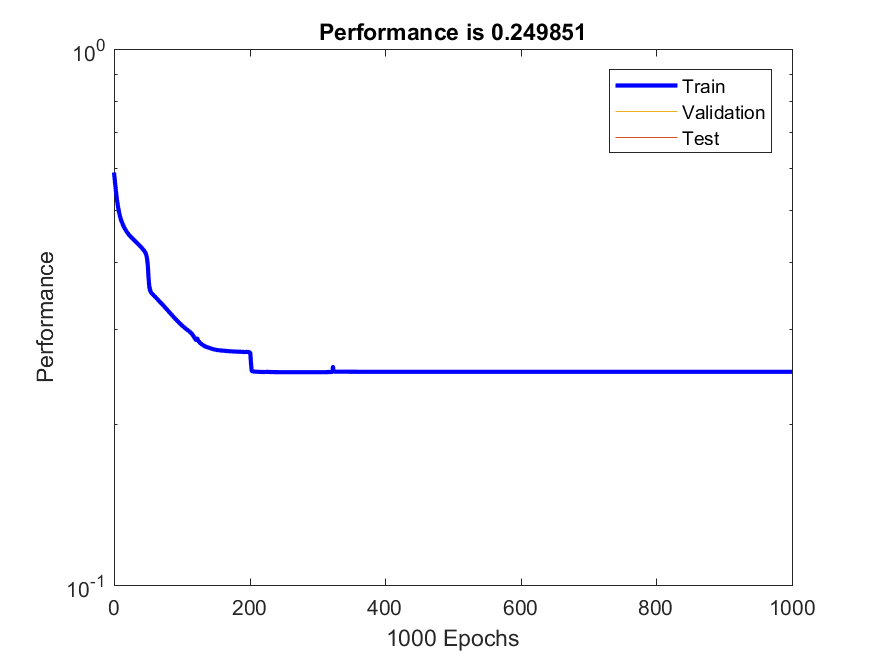 Performance is 0.249851
10^0
Train
Validation
Test
Performance
10^-1
0 200 400 600 800 1000
1000 Epochs